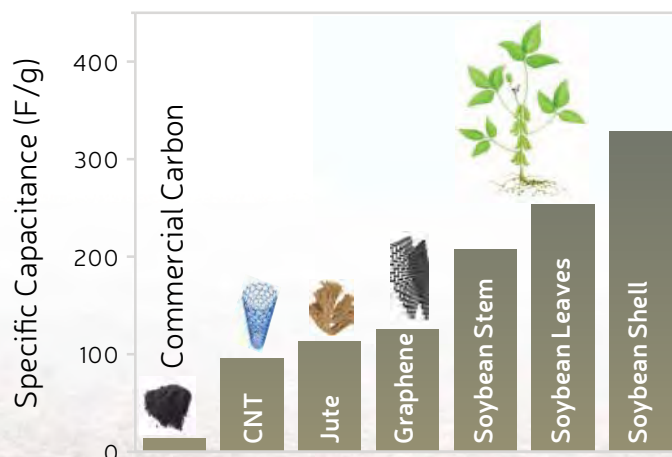 Specific Capacitance (F/g)
400
300
200
100
0
Commercial Carbon
CNT
Jute
Graphene
Soybean Stem
Soybean Leaves
Soybean Shell